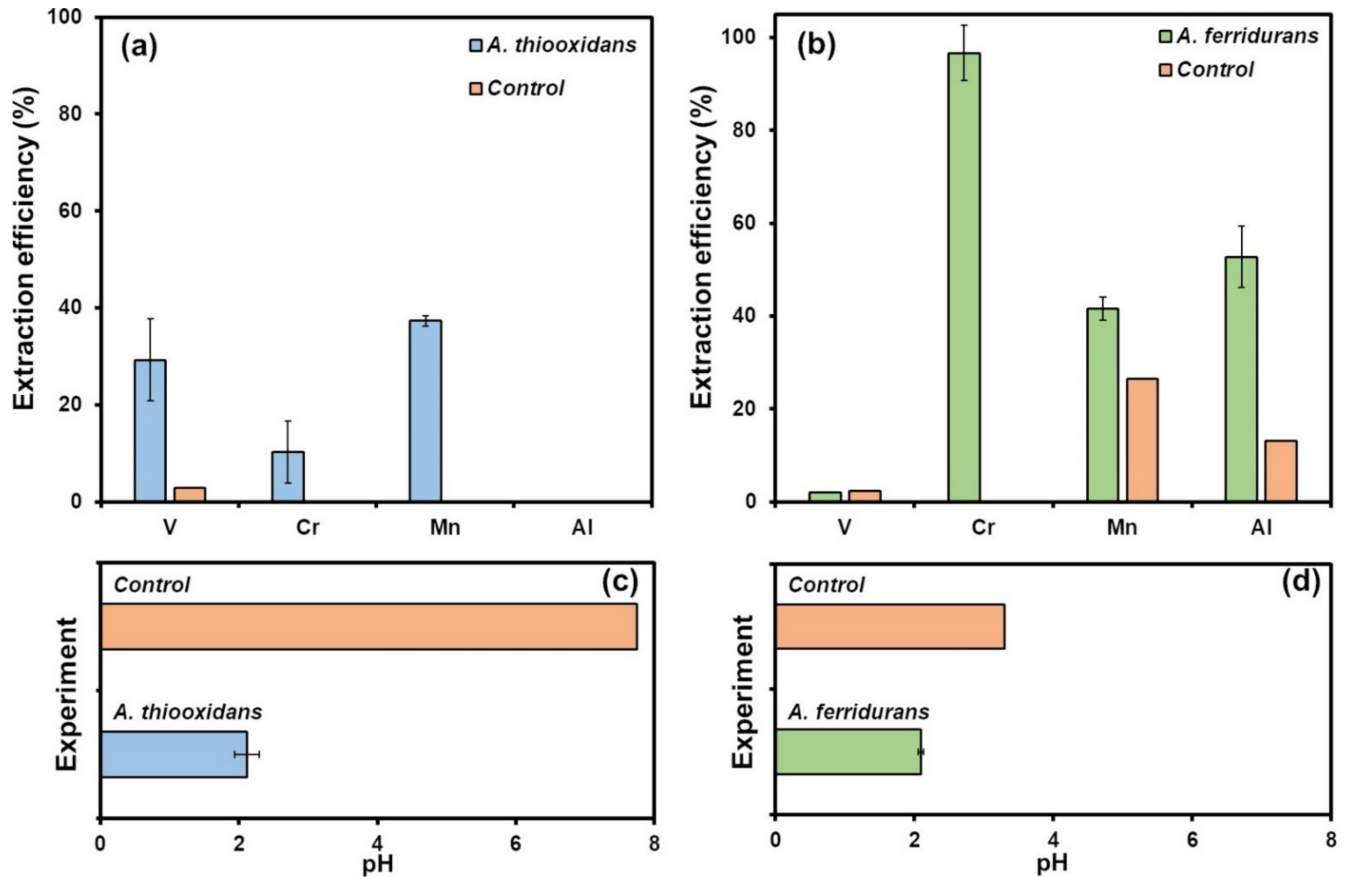 (a)
A. thiooxidans
Control
Extraction efficiency (%)
100
80
60
40
20
0
V Cr Mn Al
(b)
A. ferridurans
Control
Extraction efficiency (%)
100
80
60
40
20
0
V Cr Mn Al
(c)
Control
A. thiooxidans
Experiment
0 2 4 6 8
pH
(d)
Control
A. ferridurans
Experiment
0 2 4 6 8
pH